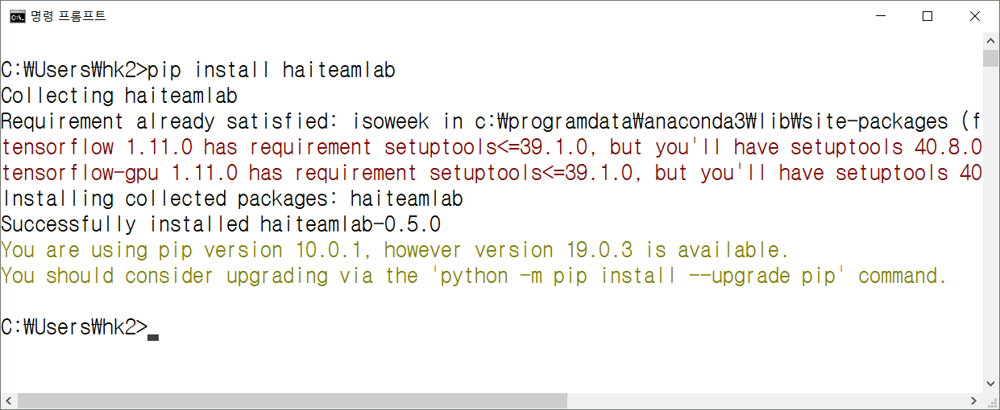 명령 프롬프트
C:₩Users₩hk2>pip install haiteamlab
Collecting haiteamlab
Requirement already satisfied: isoweek in c:₩programdata₩anaconda3₩lib₩site-packages (f
tensorflow 1.11.0 has requirement setuptools<=39.1.0, but you'll have setuptools 40.8.0
tensorflow-gpu 1.11.0 has requirement setuptools<=39.1.0, but you'll have setuptools 40
Installing collected packages: haiteamlab
Successfully installed haiteamlab-0.5.0
You are using pip version 10.0.1, however version 19.0.3 is available.
You should consider upgrading via the 'python -m pip install --upgrade pip' command.
C:₩Users₩hk2>